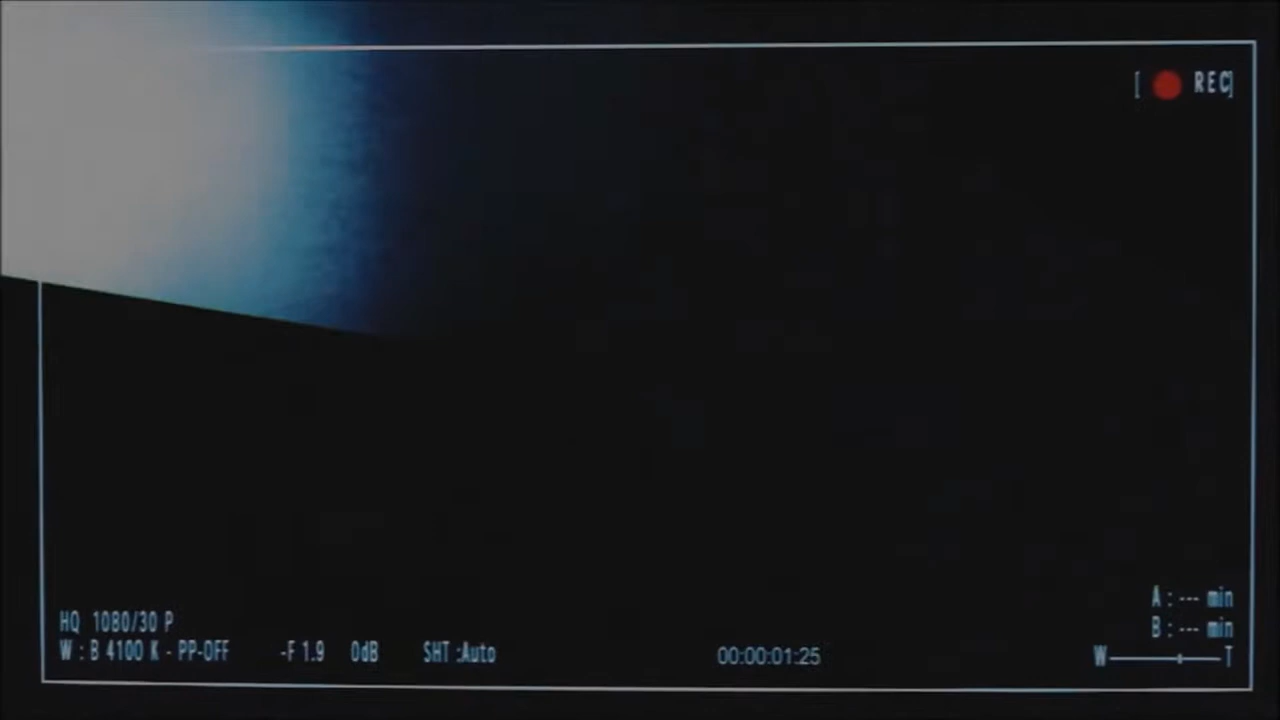 [ REC]
HQ 1080/30 P
W : B 4100 K - PP-OFF -F 1.9 0dB SHT :Auto
00:00:01:25
A : --- min
B : --- min
W T